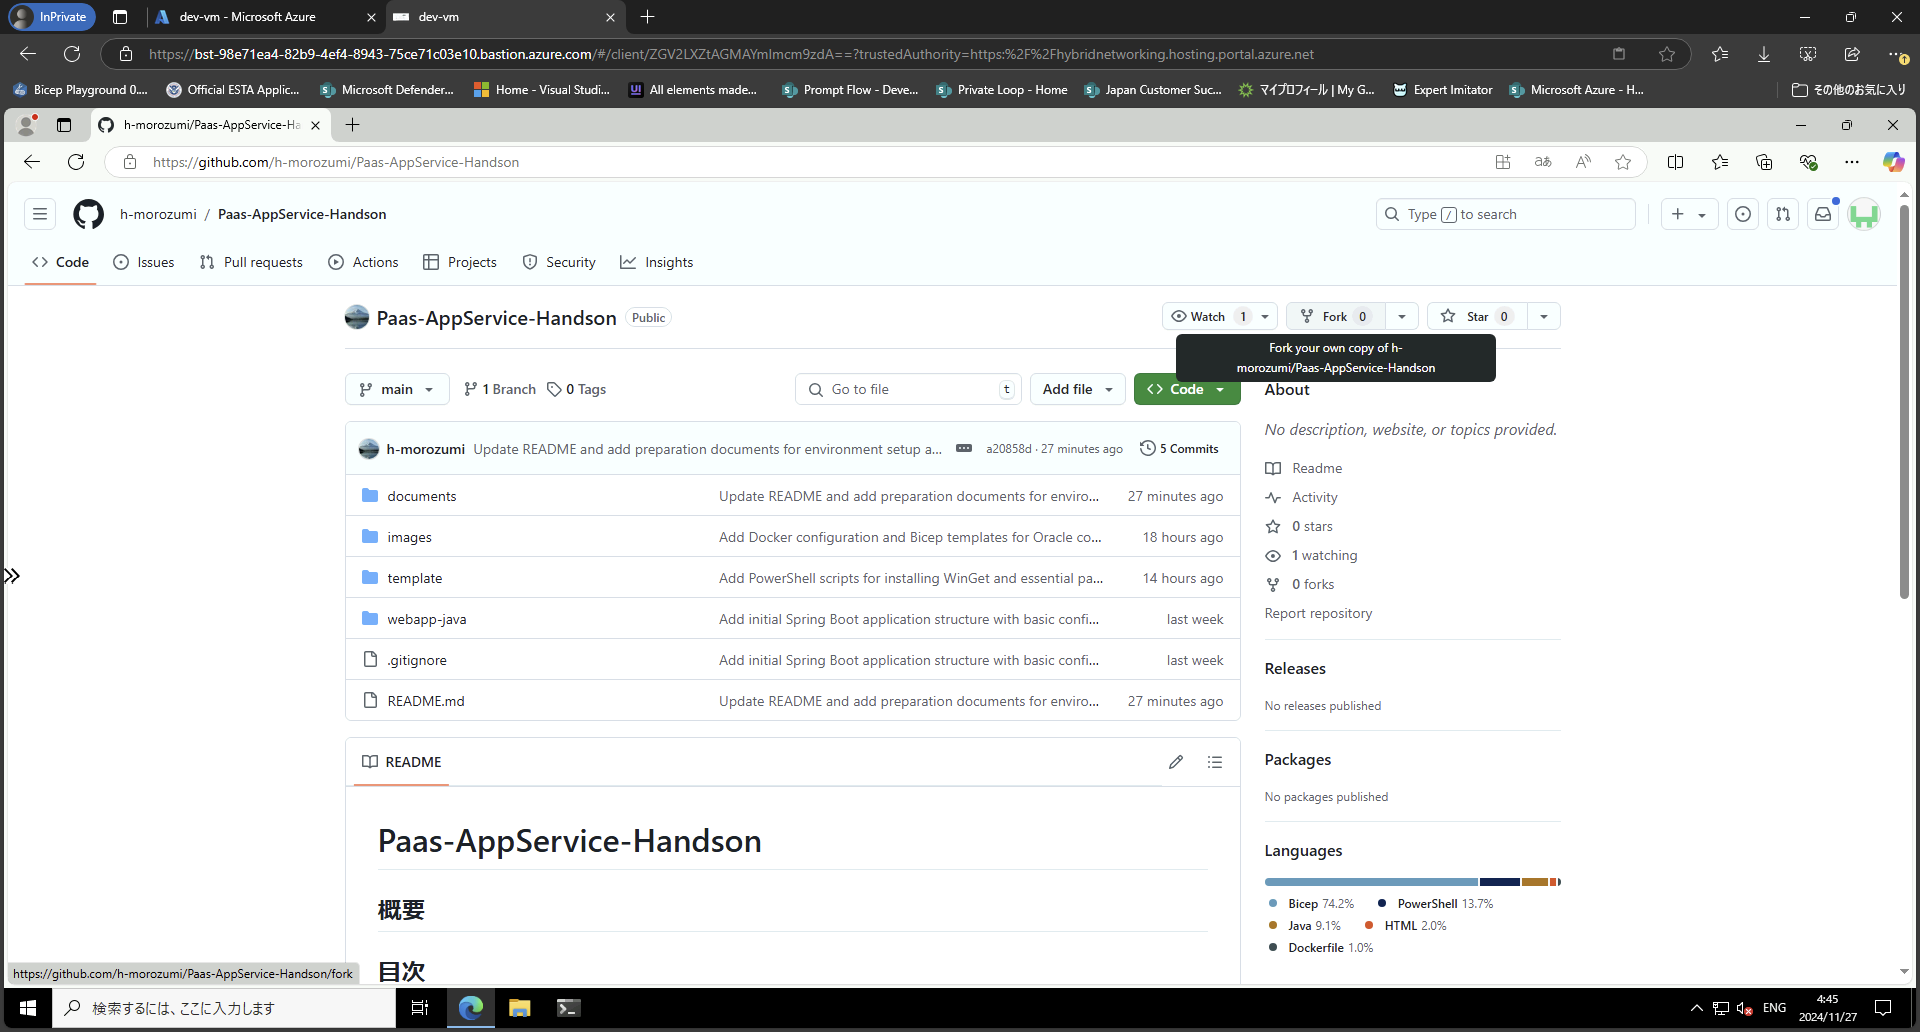 InPrivate
dev-vm - Microsoft Azure
dev-vm
https://bst-98e71ea4-82b9-4ef4-8943-75ce71c03e10.bastion.azure.com/#/client/ZGV2LXZtAGMAYmlmcm9zdA==?trustedAuthority=https:%2F%2Fhybridnetworking.hosting.portal.azure.net
Bicep Playground 0....
Official ESTA Applic...
Microsoft Defender...
Home - Visual Studi...
All elements made...
Prompt Flow - Deve...
Private Loop - Home
Japan Customer Suc...
マイプロフィール | My G...
Expert Imitator
Microsoft Azure - H...
その他のお気に入り
h-morozumi/Paas-AppService-Ha
https://github.com/h-morozumi/Paas-AppService-Handson
h-morozumi / Paas-AppService-Handson
Type / to search
Code
Issues
Pull requests
Actions
Projects
Security
Insights
Paas-AppService-Handson
Public
Watch 1
Fork 0
Star 0
Fork your own copy of h-
morozumi/Paas-AppService-Handson
main
1 Branch
0 Tags
Go to file
t
Add file
Code
About
h-morozumi Update README and add preparation documents for environment setup a...
a20858d · 27 minutes ago
5 Commits
documents Update README and add preparation documents for enviro... 27 minutes ago
images Add Docker configuration and Bicep templates for Oracle co... 18 hours ago
template Add PowerShell scripts for installing WinGet and essential pa... 14 hours ago
webapp-java Add initial Spring Boot application structure with basic confi... last week
.gitignore Add initial Spring Boot application structure with basic confi... last week
README.md Update README and add preparation documents for enviro... 27 minutes ago
No description, website, or topics provided.
Readme
Activity
0 stars
1 watching
0 forks
Report repository
Releases
No releases published
Packages
No packages published
Languages
Bicep 74.2%
PowerShell 13.7%
Java 9.1%
HTML 2.0%
Dockerfile 1.0%
README
Paas-AppService-Handson
概要
目次
https://github.com/h-morozumi/Paas-AppService-Handson/fork
検索するには、ここに入力します
ENG
4:45
2024/11/27